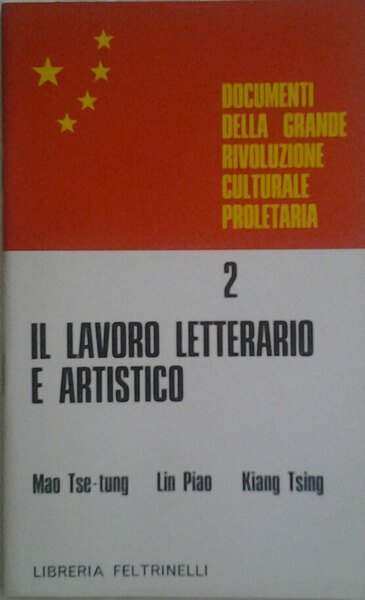 DOCUMENTI
DELLA GRANDE
RIVOLUZIONE
CULTURALE
PROLETARIA
2
IL LAVORO LETTERARIO
E ARTISTICO
Mao Tse-tung Lin Piao Kiang Tsing
LIBRERIA FELTRINELLI